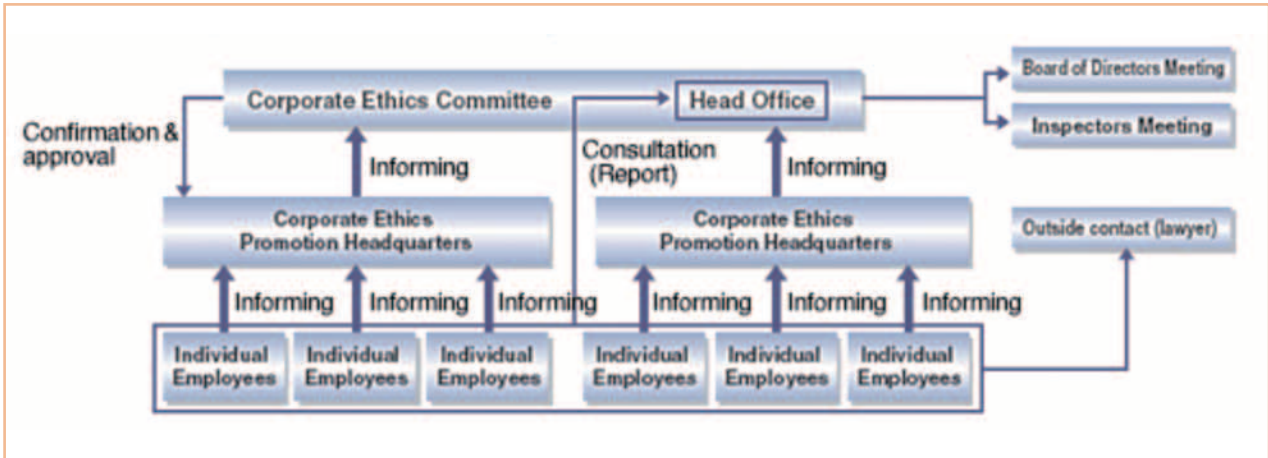 Board of Directors Meeting
Corporate Ethics Committee
Head Office
Inspectors Meeting
Confirmation &
approval
Informing
Consultation
(Report)
Informing
Corporate Ethics
Promotion Headquarters
Corporate Ethics
Promotion Headquarters
Outside contact (lawyer)
Informing
Informing
Informing
Informing
Informing
Informing
Individual
Employees
Individual
Employees
Individual
Employees
Individual
Employees
Individual
Employees
Individual
Employees